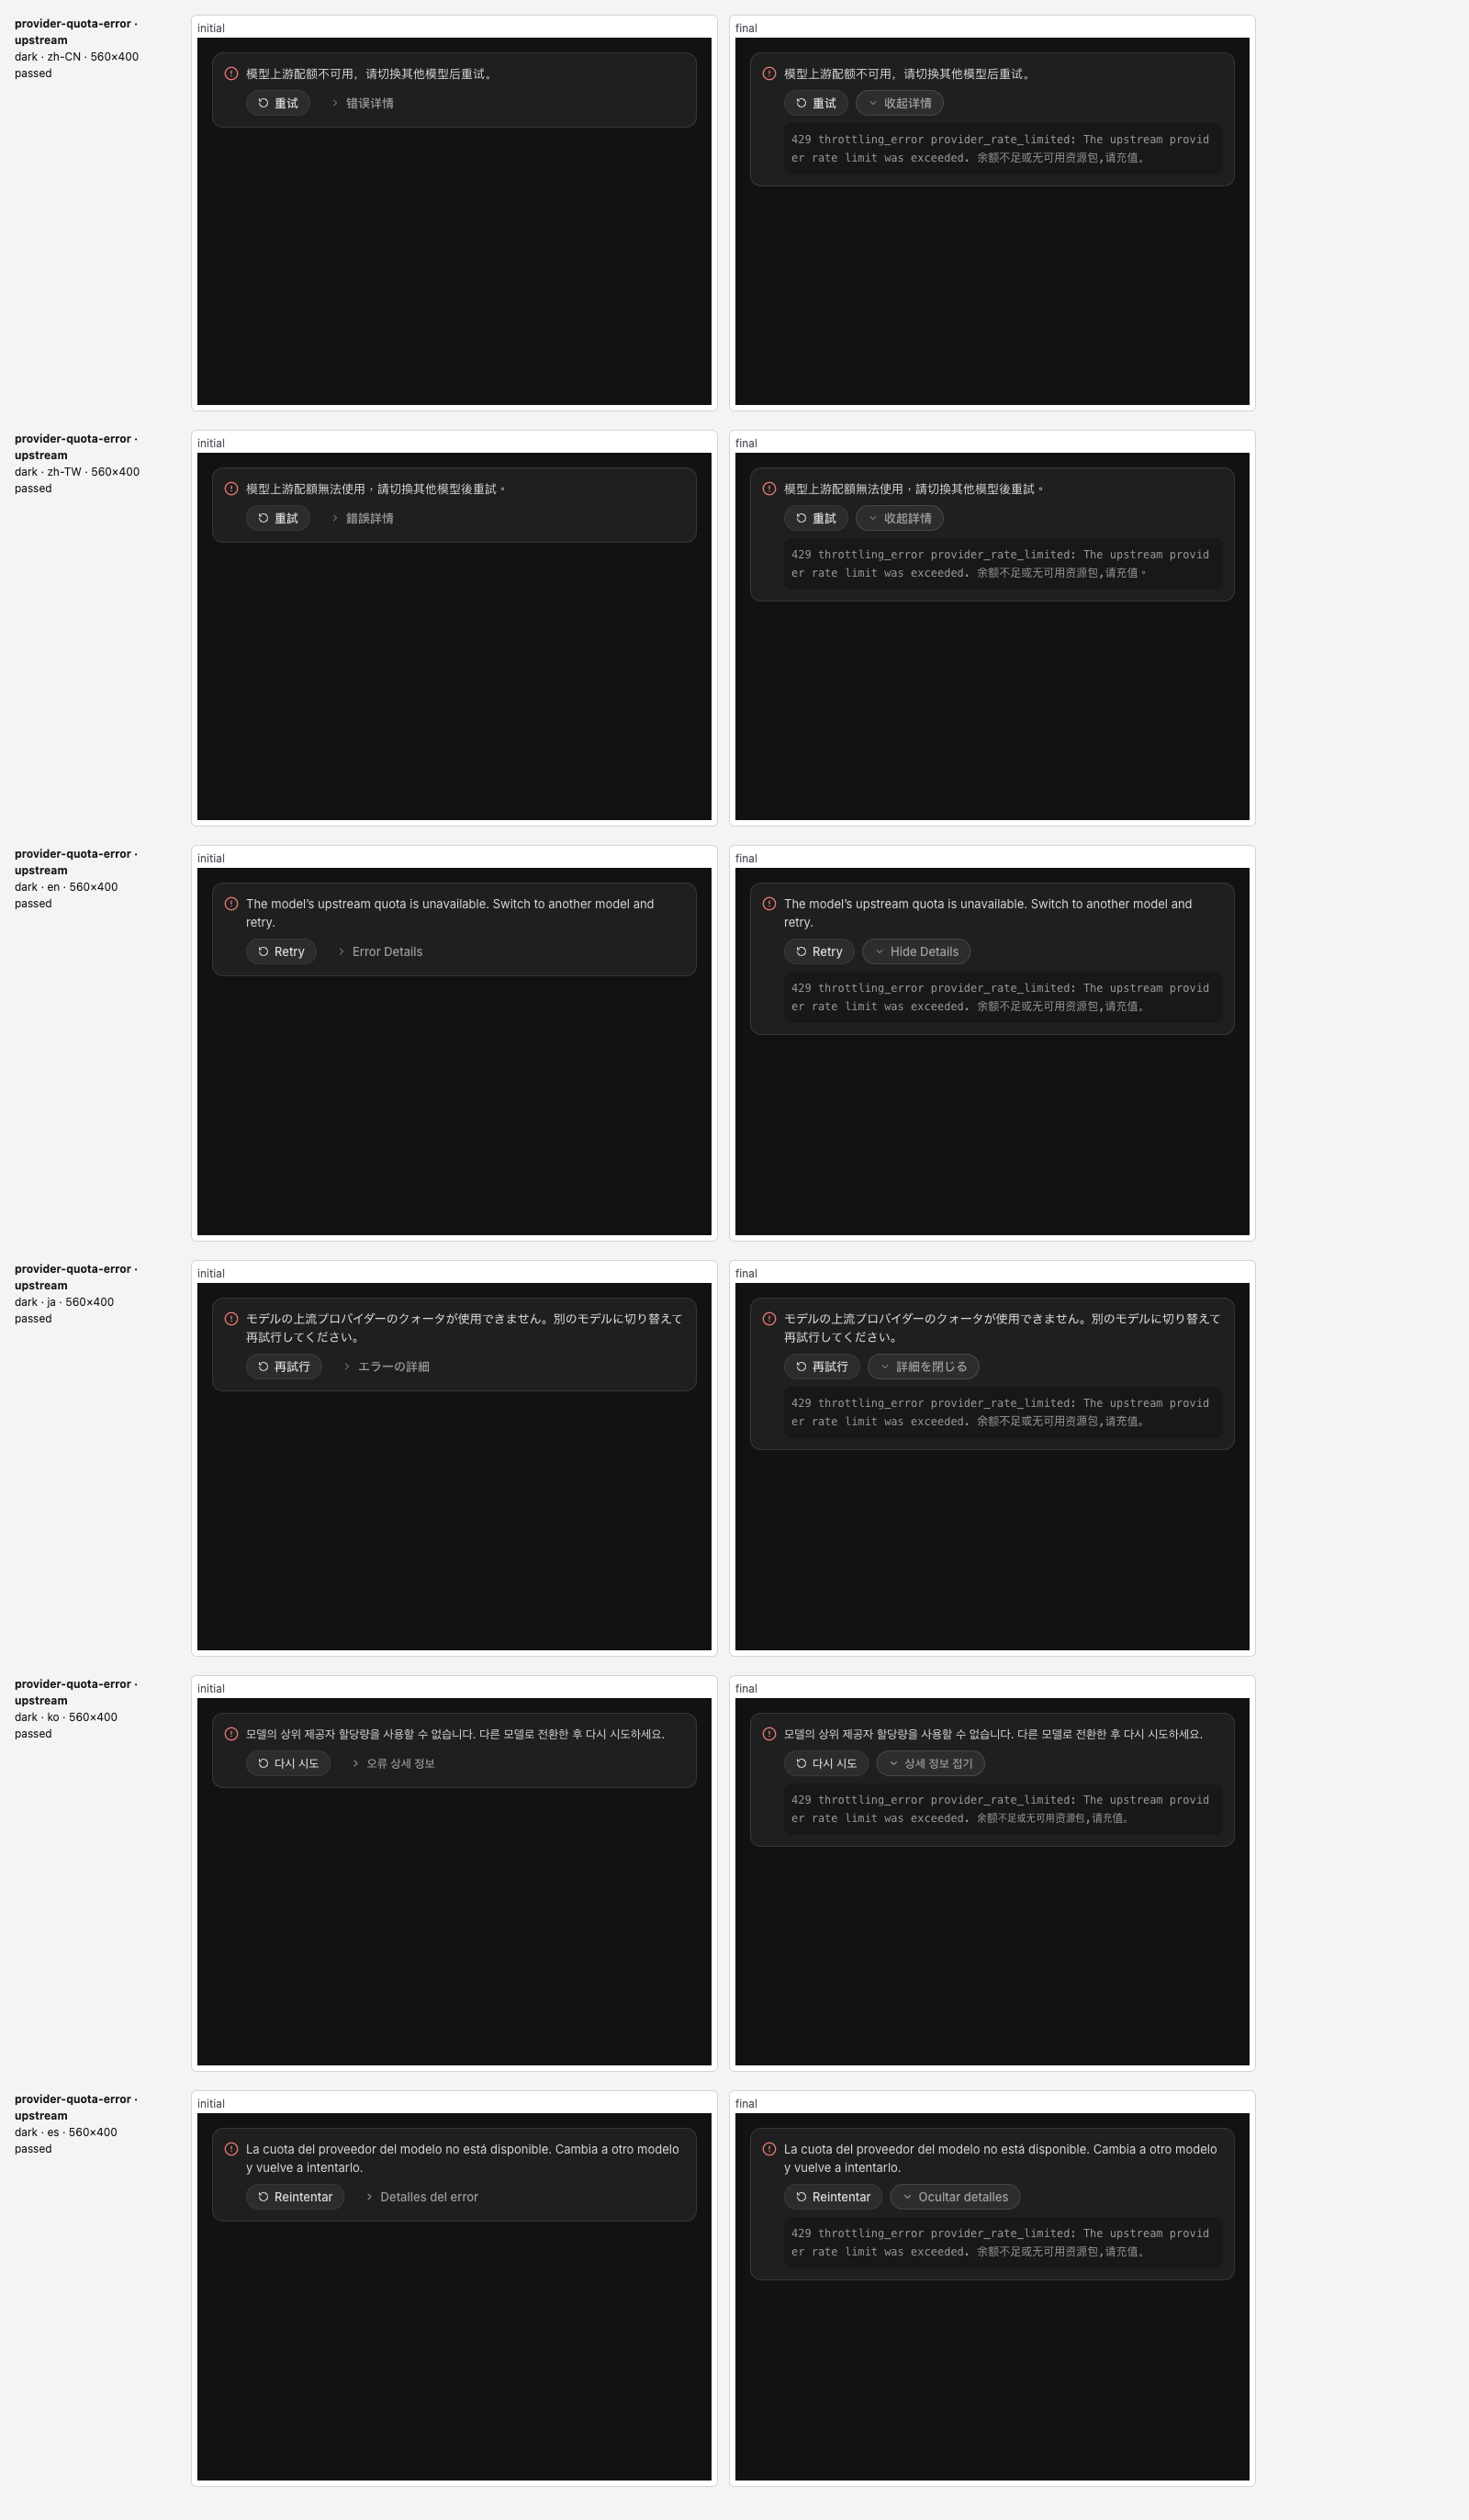 provider-quota-error ·
upstream
dark · zh-CN · 560×400
passed
initial
模型上游配额不可用，请切换其他模型后重试。
重试
错误详情
final
模型上游配额不可用，请切换其他模型后重试。
重试
收起详情
429 throttling_error provider_rate_limited: The upstream provid
er rate limit was exceeded. 余额不足或无可用资源包,请充值。
provider-quota-error ·
upstream
dark · zh-TW · 560×400
passed
initial
模型上游配額無法使用，請切換其他模型後重試。
重試
錯誤詳情
final
模型上游配額無法使用，請切換其他模型後重試。
重試
收起詳情
429 throttling_error provider_rate_limited: The upstream provid
er rate limit was exceeded. 余额不足或无可用资源包,请充值。
provider-quota-error ·
upstream
dark · en · 560×400
passed
initial
The model’s upstream quota is unavailable. Switch to another model and
retry.
Retry
Error Details
final
The model’s upstream quota is unavailable. Switch to another model and
retry.
Retry
Hide Details
429 throttling_error provider_rate_limited: The upstream provid
er rate limit was exceeded. 余额不足或无可用资源包,请充值。
provider-quota-error ·
upstream
dark · ja · 560×400
passed
initial
モデルの上流プロバイダーのクォータが使用できません。別のモデルに切り替えて
再試行してください。
再試行
エラーの詳細
final
モデルの上流プロバイダーのクォータが使用できません。別のモデルに切り替えて
再試行してください。
再試行
詳細を閉じる
429 throttling_error provider_rate_limited: The upstream provid
er rate limit was exceeded. 余额不足或无可用资源包,请充值。
provider-quota-error ·
upstream
dark · ko · 560×400
passed
initial
모델의 상위 제공자 할당량을 사용할 수 없습니다. 다른 모델로 전환한 후 다시 시도하세요.
다시 시도
오류 상세 정보
final
모델의 상위 제공자 할당량을 사용할 수 없습니다. 다른 모델로 전환한 후 다시 시도하세요.
다시 시도
상세 정보 접기
429 throttling_error provider_rate_limited: The upstream provid
er rate limit was exceeded. 余额不足或无可用资源包,请充值。
provider-quota-error ·
upstream
dark · es · 560×400
passed
initial
La cuota del proveedor del modelo no está disponible. Cambia a otro modelo
y vuelve a intentarlo.
Reintentar
Detalles del error
final
La cuota del proveedor del modelo no está disponible. Cambia a otro modelo
y vuelve a intentarlo.
Reintentar
Ocultar detalles
429 throttling_error provider_rate_limited: The upstream provid
er rate limit was exceeded. 余额不足或无可用资源包,请充值。